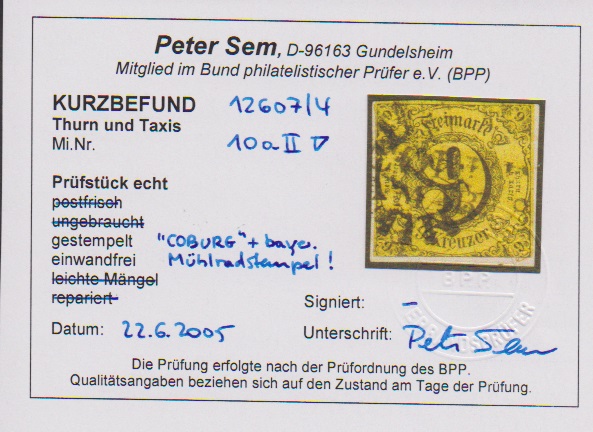 Peter Sem, D-96163 Gundelsheim
Mitglied im Bund philatelistischer Prüfer e.V. (BPP)
KURZBEFUND 12607/4
Thurn und Taxis
Mi.Nr. 10a II V
Prüfstück echt
postfrisch
ungebraucht
gestempelt "COBURG" + bayr.
einwandfrei Mühlradstempel!
leichte Mängel
repariert
Freimarke
Kreuzer
BPP
Signiert: –
Datum: 22.6.2005 Unterschrift: Peter Sem
Die Prüfung erfolgte nach der Prüfordnung des BPP.
Qualitätsangaben beziehen sich auf den Zustand am Tage der Prüfung.